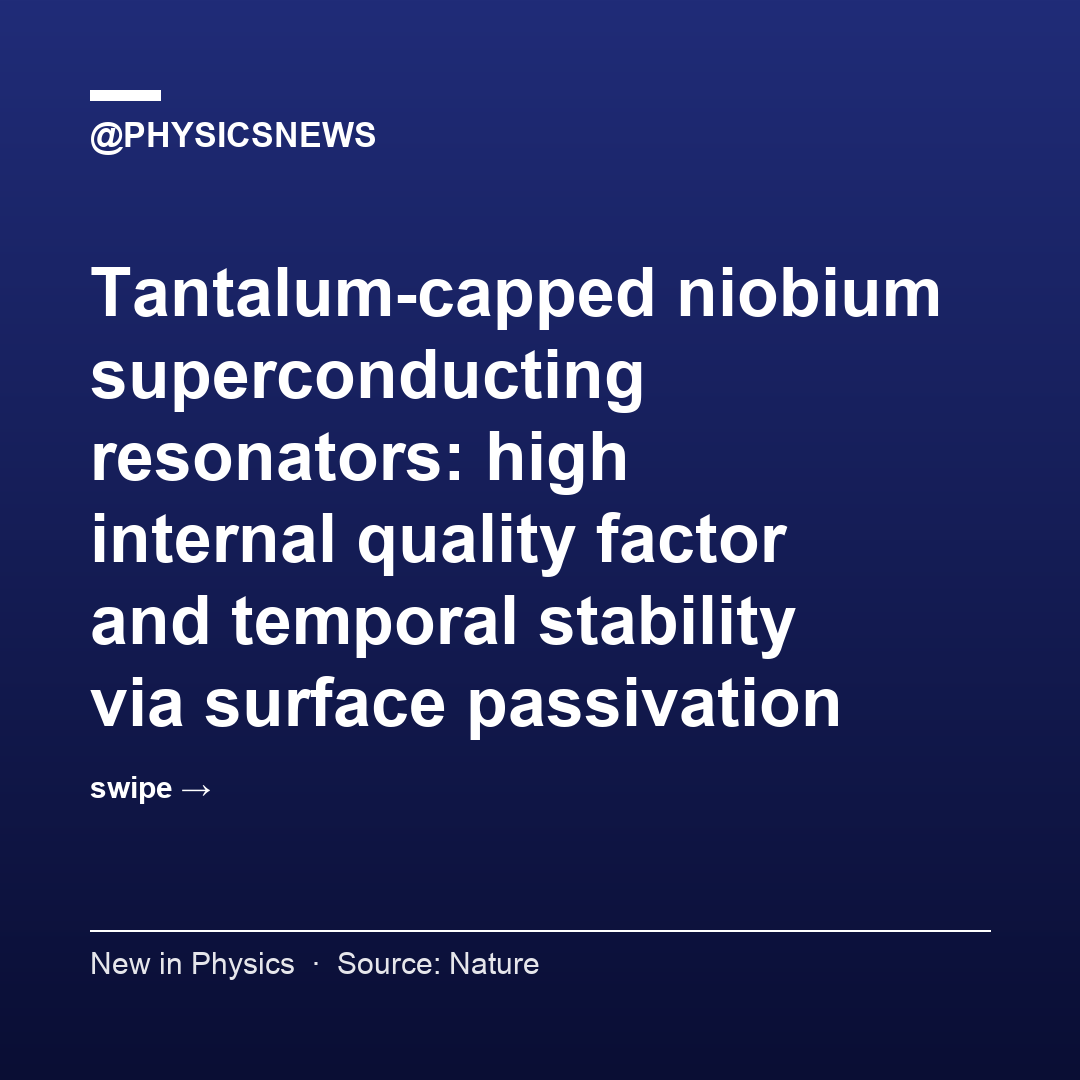 @PHYSICSNEWS
Tantalum-capped niobium
superconducting
resonators: high
internal quality factor
and temporal stability
via surface passivation
swipe →
New in Physics · Source: Nature